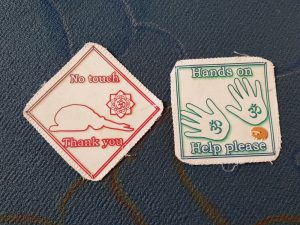 No touch
Thank you
Hands on
ॐ ॐ
Help please